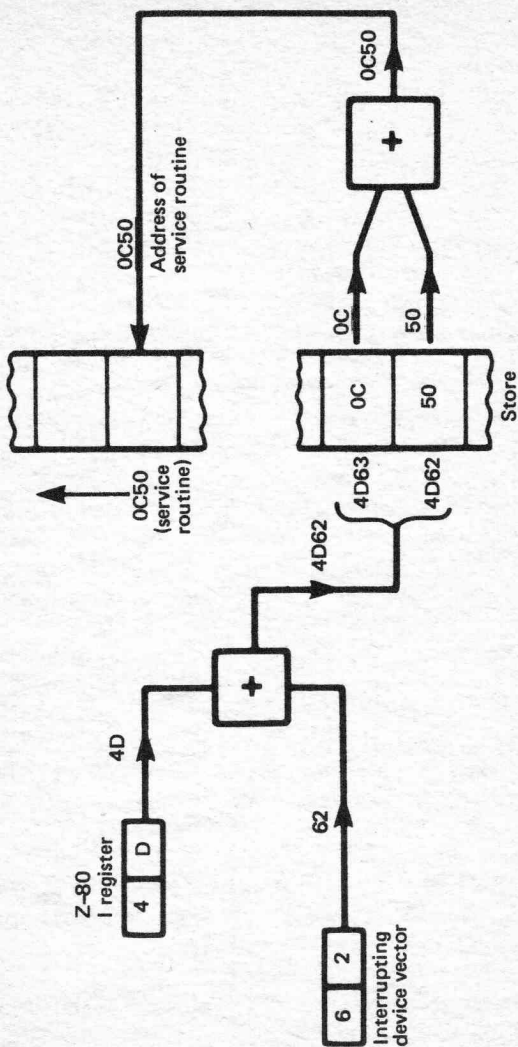 Z-80
I register
4 D
4D
6 2
Interrupting
device vector
62
+
4D62
4D63
4D62
0C
50
Store
0C
50
+
0C50
0C50
Address of
service routine
0C50
(service
routine)